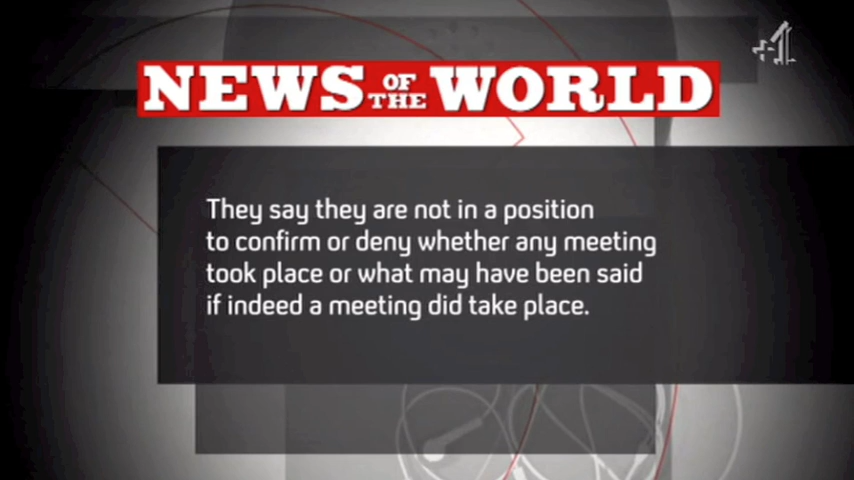 NEWS OF THE WORLD
They say they are not in a position
to confirm or deny whether any meeting
took place or what may have been said
if indeed a meeting did take place.